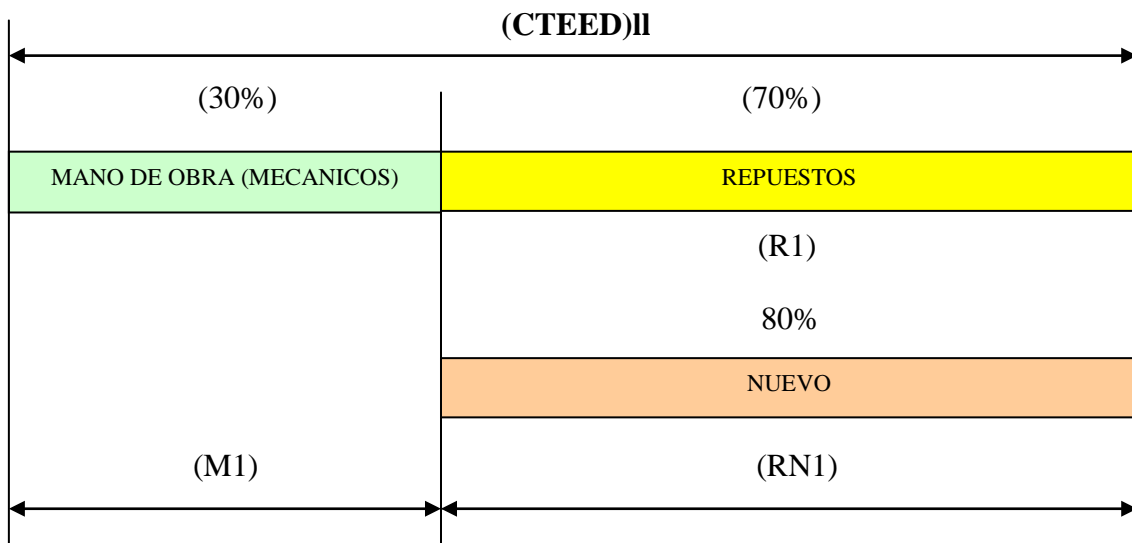 (CTEED)ll
(30%) (70%)
MANO DE OBRA (MECANICOS) REPUESTOS
(R1)
80%
NUEVO
(M1) (RN1)